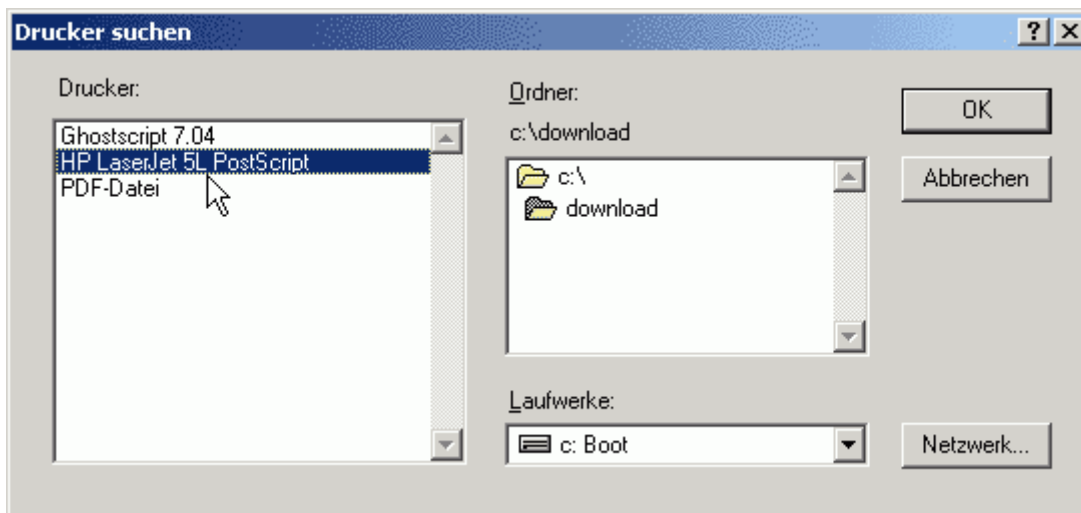 Drucker suchen
Drucker:
Ghostscript 7.04
HP LaserJet 5L PostScript
PDF-Datei
Ordner:
c:\download
c:\
download
Laufwerke:
c: Boot
OK
Abbrechen
Netzwerk...